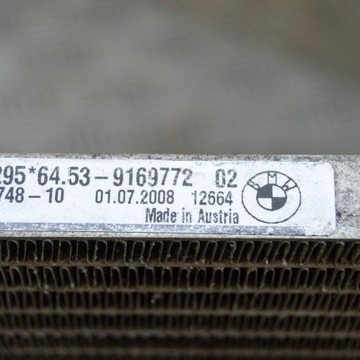 295*64.53-9169772 02
748-10 01.07.2008 12664
Made in Austria
BMW